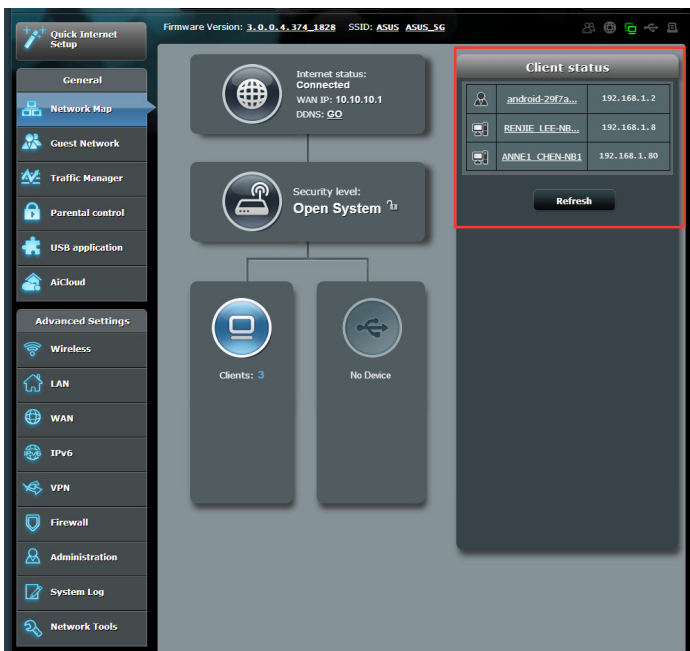 Quick Internet
Setup
Firmware Version: 3.0.0.4.374_1828 SSID: ASUS ASUS_5G
General
Network Map
Guest Network
Traffic Manager
Parental control
USB application
AiCloud
Advanced Settings
Wireless
LAN
WAN
IPv6
VPN
Firewall
Administration
System Log
Network Tools
Internet status:
Connected
WAN IP: 10.10.10.1
DDNS: GO
Security level:
Open System
Clients: 3
No Device
Client status
android-29f7a... 192.168.1.2
RENJIE_LEE-NB... 192.168.1.8
ANNE1_CHEN-NB1 192.168.1.80
Refresh